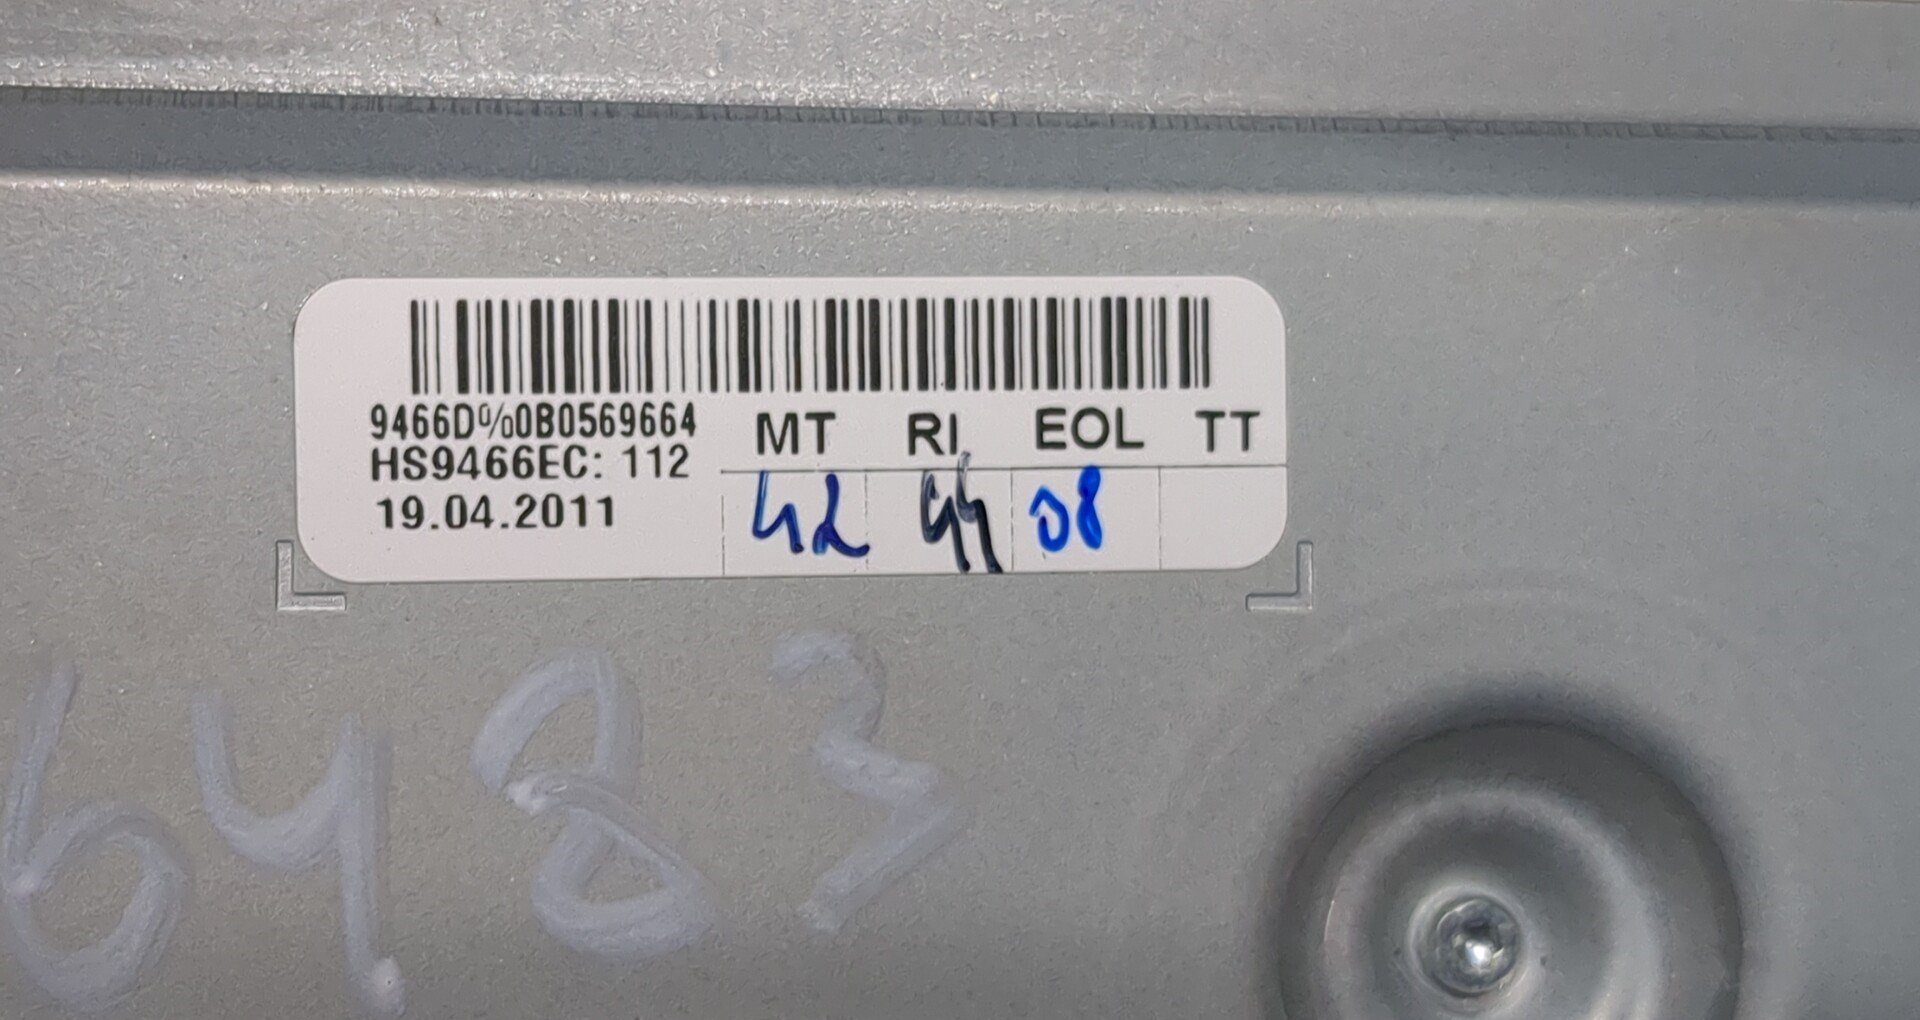 9466D%0B0569664
HS9466EC: 112
19.04.2011
MT RI EOL TT
42 44 08
6483